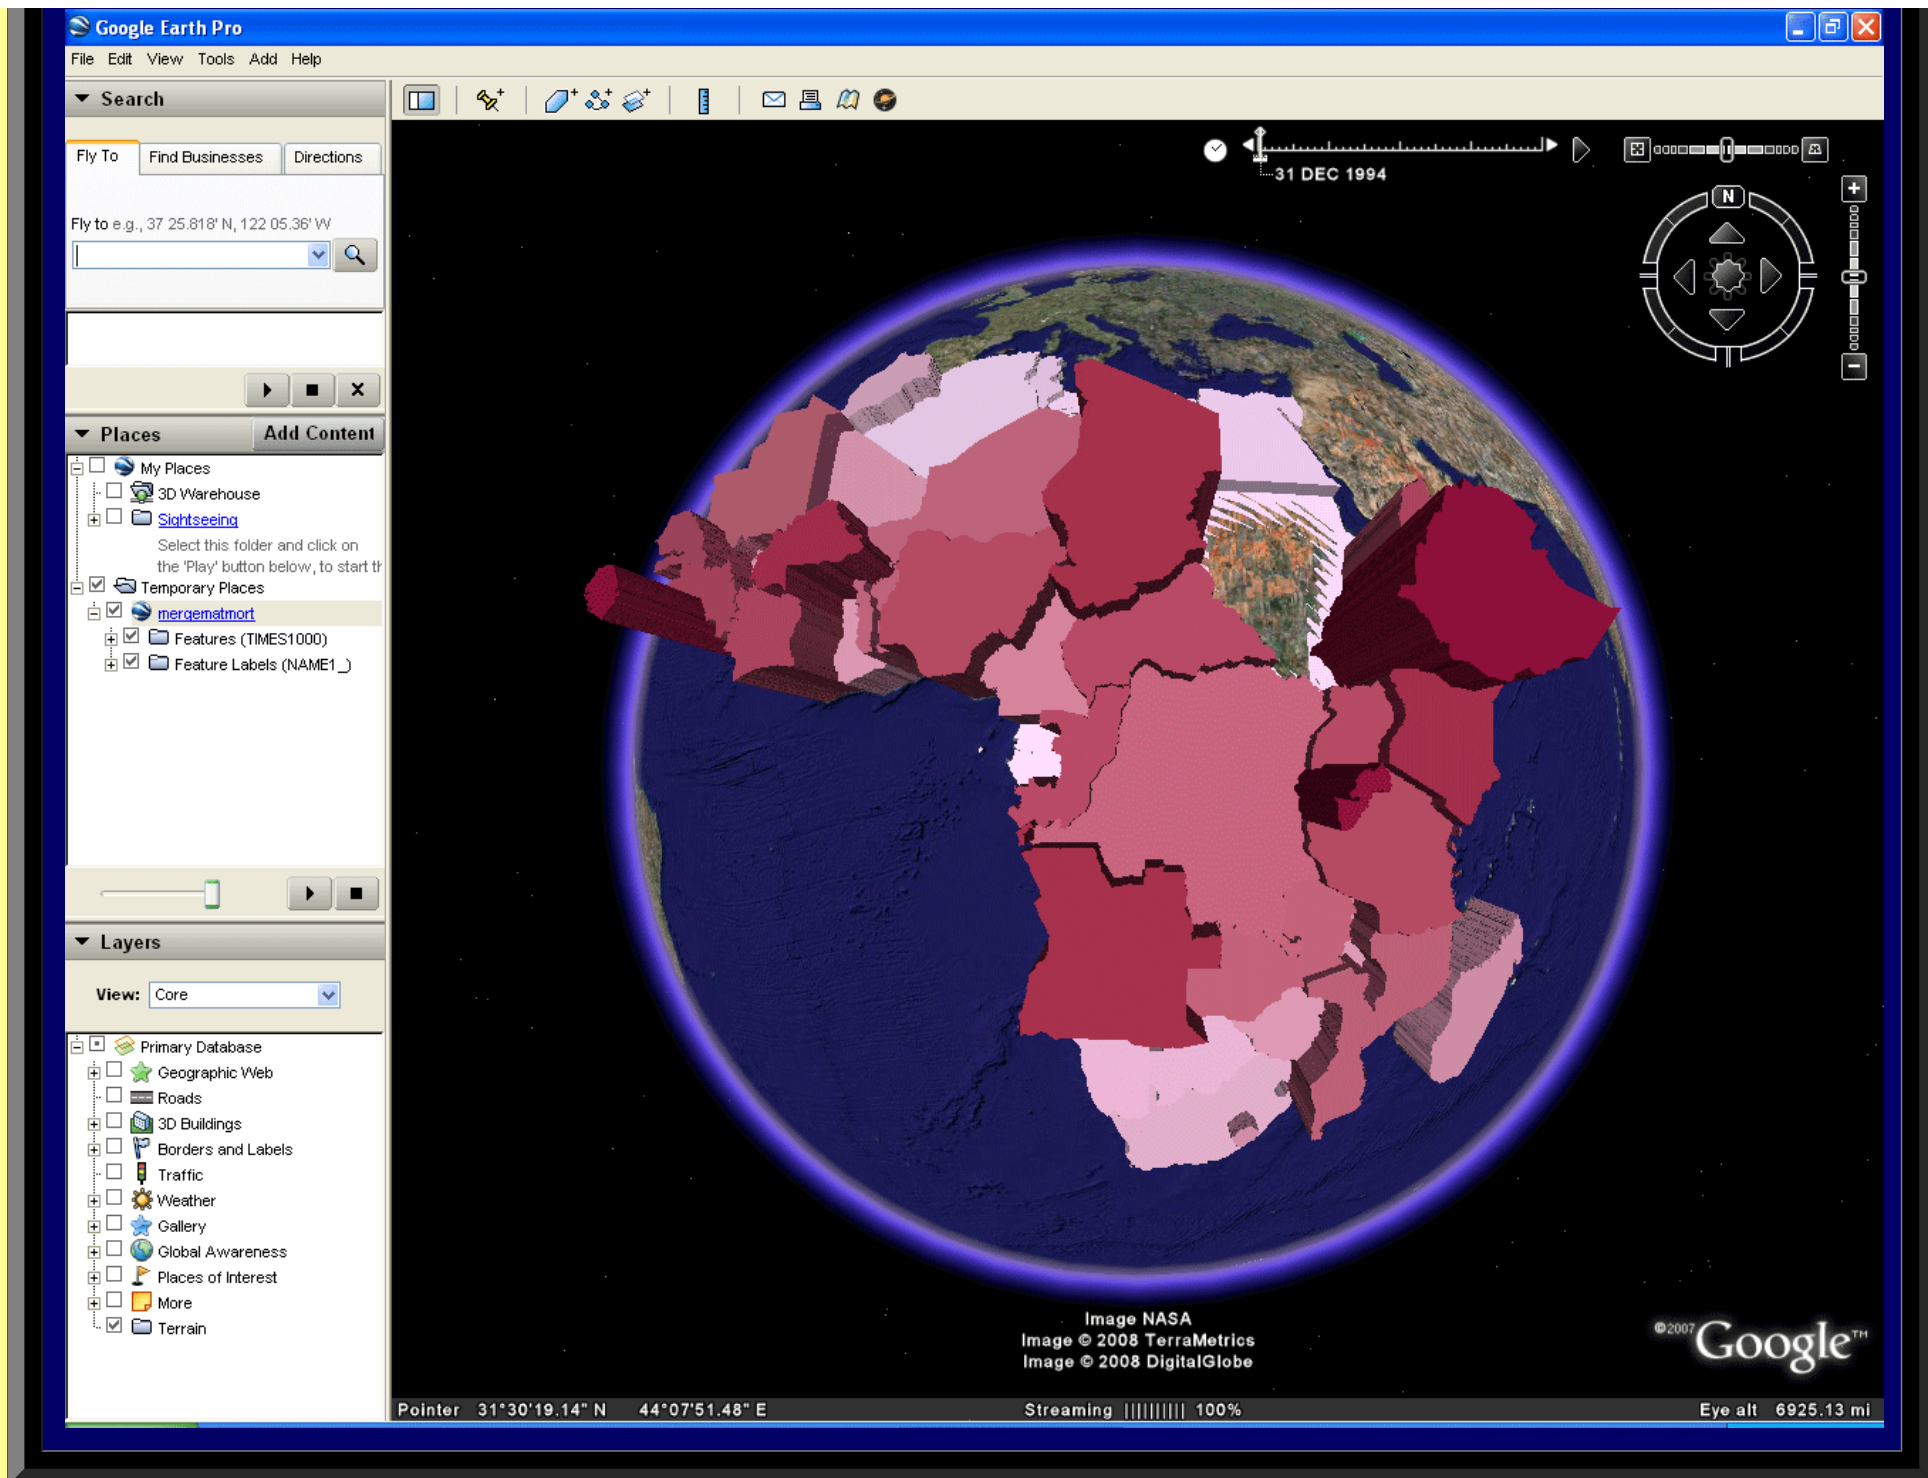 Google Earth Pro
File Edit View Tools Add Help
Search
Fly To Find Businesses Directions
Fly to e.g., 37 25.818' N, 122 05.36' W
Places Add Content
My Places
3D Warehouse
Sightseeing
Select this folder and click on
the 'Play' button below, to start th
Temporary Places
mergematmort
Features (TIMES1000)
Feature Labels (NAME1_)
Layers
View: Core
Primary Database
Geographic Web
Roads
3D Buildings
Borders and Labels
Traffic
Weather
Gallery
Global Awareness
Places of Interest
More
Terrain
31 DEC 1994
N
Image NASA
Image © 2008 TerraMetrics
Image © 2008 DigitalGlobe
©2007 Google™
Pointer 31°30'19.14" N 44°07'51.48" E Streaming |||||||||| 100% Eye alt 6925.13 mi